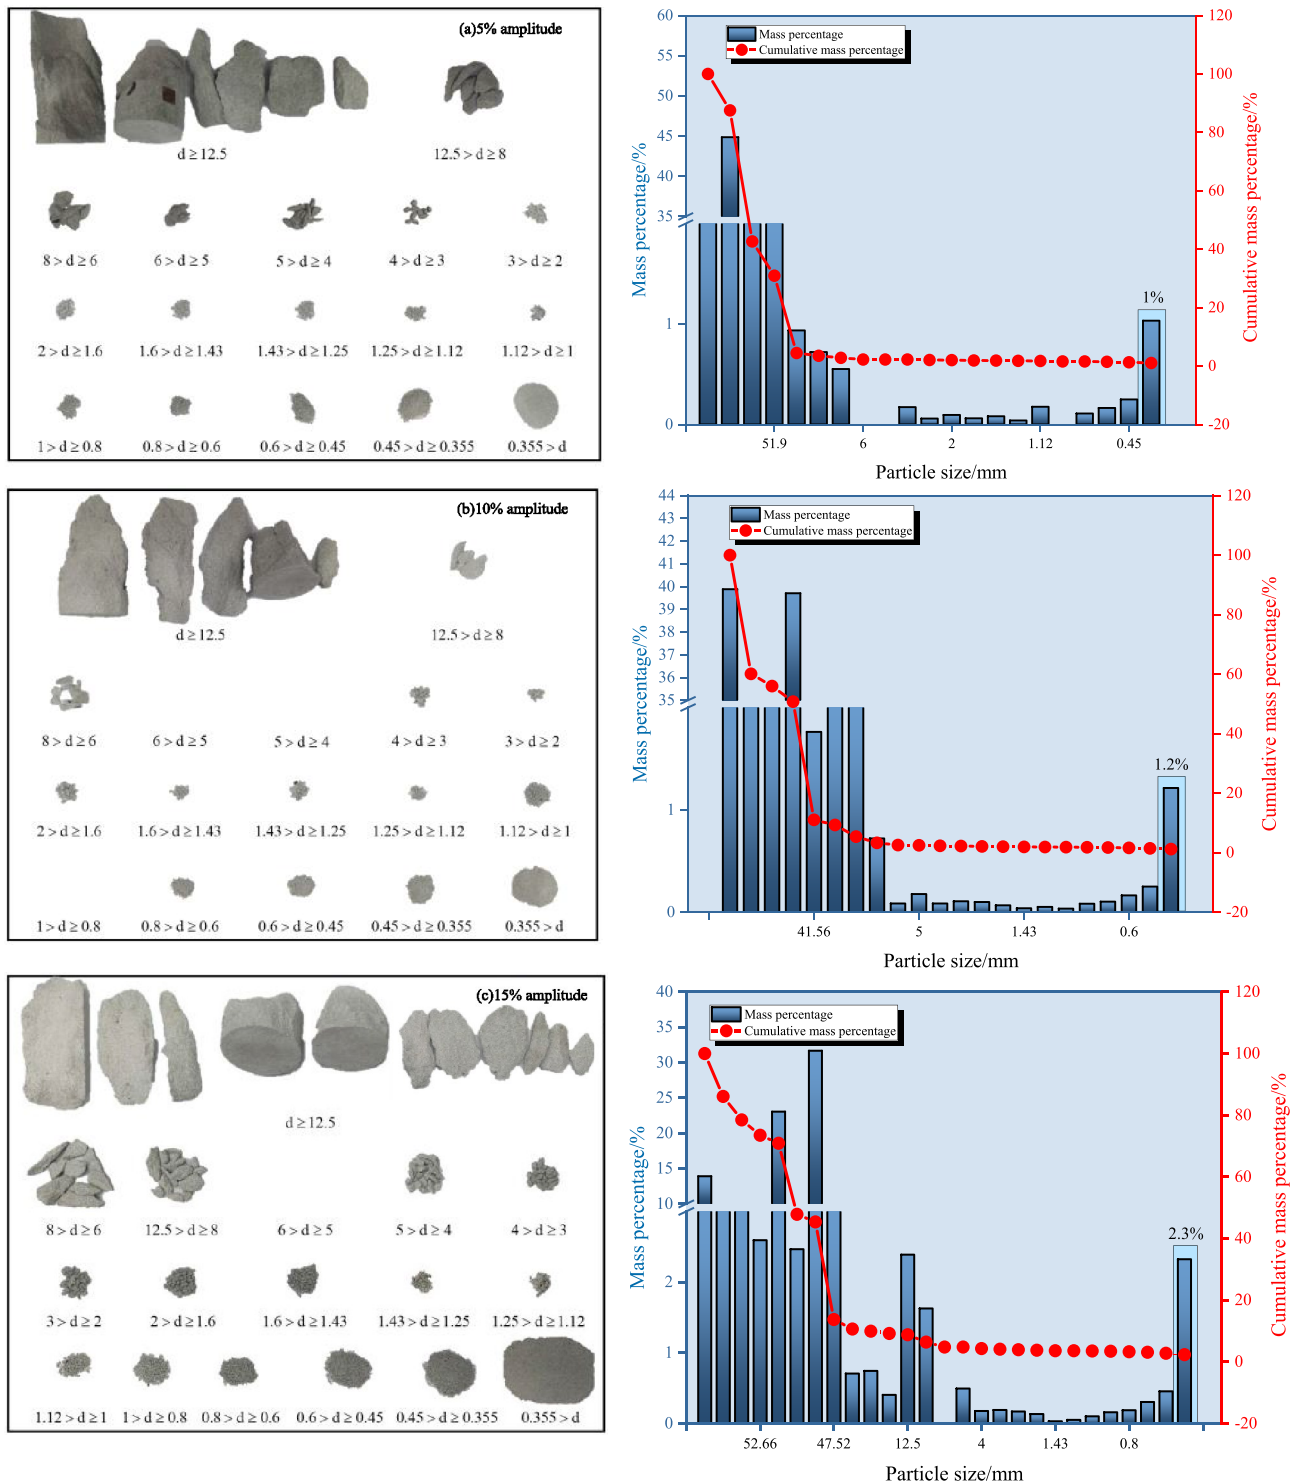 (a)5% amplitude
d ≥ 12.5
12.5 > d ≥ 8
8 > d ≥ 6
6 > d ≥ 5
5 > d ≥ 4
4 > d ≥ 3
3 > d ≥ 2
2 > d ≥ 1.6
1.6 > d ≥ 1.43
1.43 > d ≥ 1.25
1.25 > d ≥ 1.12
1.12 > d ≥ 1
1 > d ≥ 0.8
0.8 > d ≥ 0.6
0.6 > d ≥ 0.45
0.45 > d ≥ 0.355
0.355 > d
Mass percentage
Cumulative mass percentage
Mass percentage/%
Mass percentage/%
60
55
50
45
40
35
1
0
120
100
80
60
40
20
0
-20
Cumulative mass percentage/%
1%
51.9
6
2
1.12
0.45
Particle size/mm
(b)10% amplitude
d ≥ 12.5
12.5 > d ≥ 8
8 > d ≥ 6
6 > d ≥ 5
5 > d ≥ 4
4 > d ≥ 3
3 > d ≥ 2
2 > d ≥ 1.6
1.6 > d ≥ 1.43
1.43 > d ≥ 1.25
1.25 > d ≥ 1.12
1.12 > d ≥ 1
1 > d ≥ 0.8
0.8 > d ≥ 0.6
0.6 > d ≥ 0.45
0.45 > d ≥ 0.355
0.355 > d
Mass percentage
Cumulative mass percentage
Mass percentage/%
Mass percentage/%
44
43
42
41
40
39
38
37
36
35
1
0
120
100
80
60
40
20
0
-20
Cumulative mass percentage/%
1.2%
41.56
5
1.43
0.6
Particle size/mm
(c)15% amplitude
d ≥ 12.5
8 > d ≥ 6
12.5 > d ≥ 8
6 > d ≥ 5
5 > d ≥ 4
4 > d ≥ 3
3 > d ≥ 2
2 > d ≥ 1.6
1.6 > d ≥ 1.43
1.43 > d ≥ 1.25
1.25 > d ≥ 1.12
1.12 > d ≥ 1
1 > d ≥ 0.8
0.8 > d ≥ 0.6
0.6 > d ≥ 0.45
0.45 > d ≥ 0.355
0.355 > d
Mass percentage
Cumulative mass percentage
Mass percentage/%
Mass percentage/%
40
35
30
25
20
15
10
2
1
0
120
100
80
60
40
20
0
-20
Cumulative mass percentage/%
2.3%
52.66
47.52
12.5
4
1.43
0.8
Particle size/mm